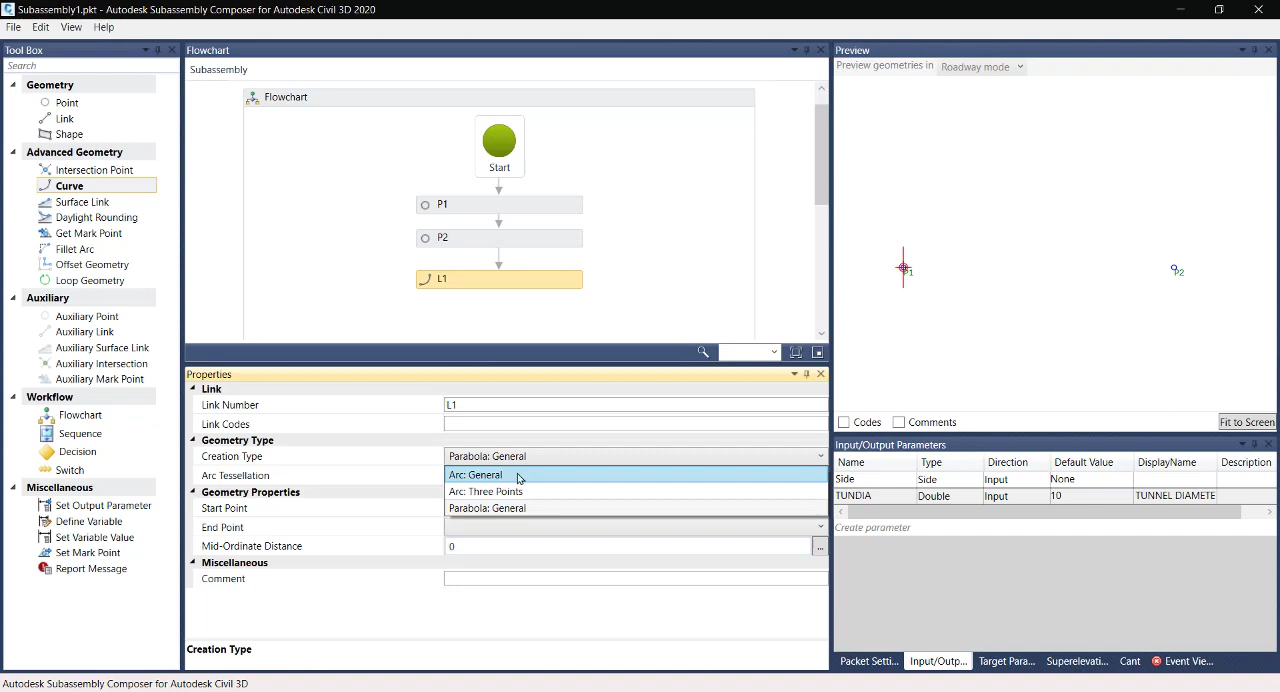 Subassembly1.pkt - Autodesk Subassembly Composer for Autodesk Civil 3D 2020
File Edit View Help
Tool Box
Search
Geometry
Point
Link
Shape
Advanced Geometry
Intersection Point
Curve
Surface Link
Daylight Rounding
Get Mark Point
Fillet Arc
Offset Geometry
Loop Geometry
Auxiliary
Auxiliary Point
Auxiliary Link
Auxiliary Surface Link
Auxiliary Intersection
Auxiliary Mark Point
Workflow
Flowchart
Sequence
Decision
Switch
Miscellaneous
Set Output Parameter
Define Variable
Set Variable Value
Set Mark Point
Report Message
Flowchart
Subassembly
Flowchart
Start
P1
P2
L1
Properties
Link
Link Number L1
Link Codes
Geometry Type
Creation Type Parabola: General
Arc Tessellation Arc: General
Arc: Three Points
Geometry Properties
Start Point Parabola: General
End Point
Mid-Ordinate Distance 0 ...
Miscellaneous
Comment
Creation Type
Preview
Preview geometries in Roadway mode
P1
P2
Codes Comments Fit to Screen
Input/Output Parameters
Name Type Direction Default Value DisplayName Description
Side Side Input None
TUNDIA Double Input 10 TUNNEL DIAMETE
Create parameter
Packet Setti... Input/Outp... Target Para... Superelevati... Cant Event Vie...
Autodesk Subassembly Composer for Autodesk Civil 3D